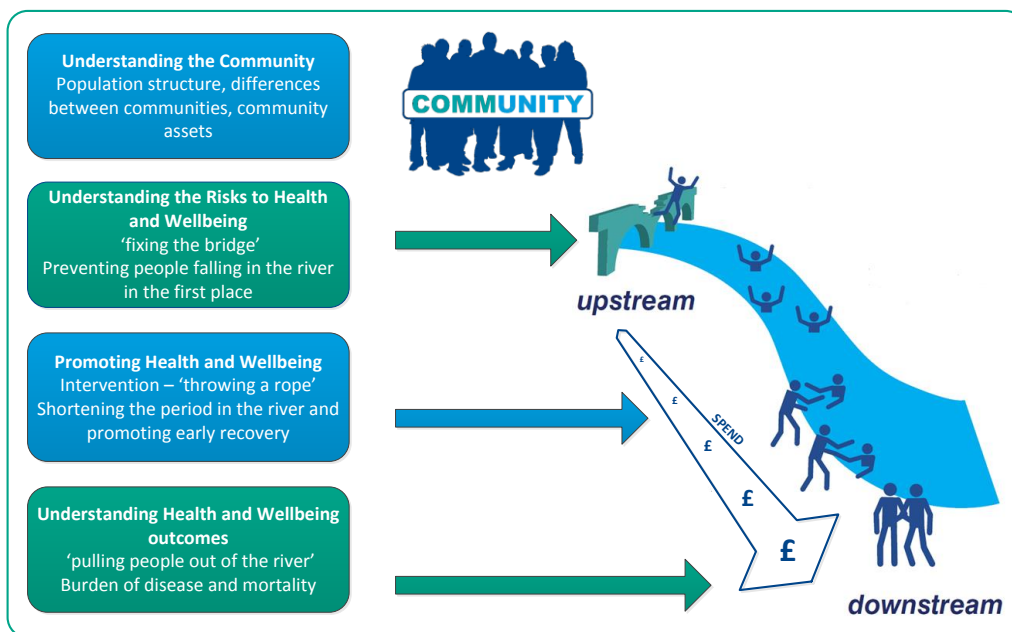 Understanding the Community
Population structure, differences
between communities, community
assets
COMMUNITY
Understanding the Risks to Health
and Wellbeing
‘fixing the bridge’
Preventing people falling in the river
in the first place
upstream
Promoting Health and Wellbeing
Intervention – ‘throwing a rope’
Shortening the period in the river and
promoting early recovery
£
£
£
£
£
SPEND
Understanding Health and Wellbeing
outcomes
‘pulling people out of the river’
Burden of disease and mortality
downstream